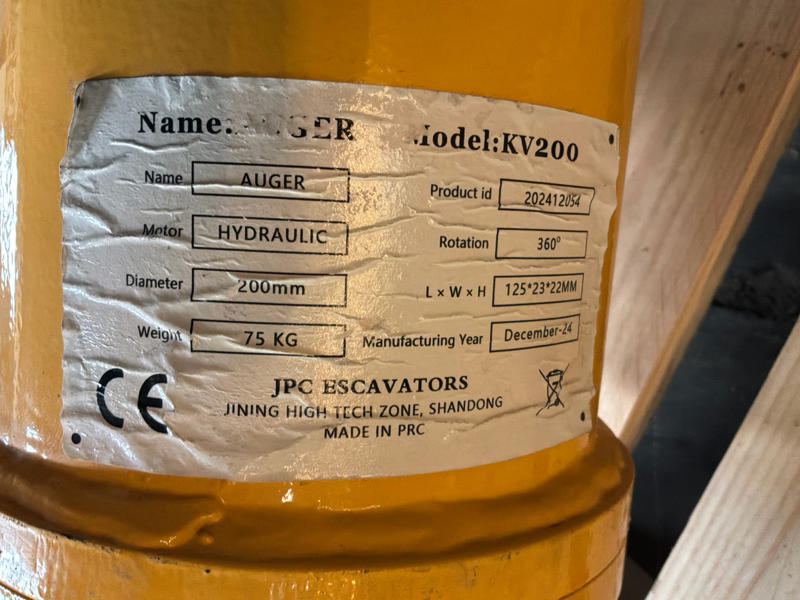 Name: AUGER Model:KV200
Name AUGER Product id 202412054
Motor HYDRAULIC Rotation 360°
Diameter 200mm L × W × H 125*23*22MM
Weight 75 KG Manufacturing Year December-24
CE JPC ESCAVATORS
JINING HIGH TECH ZONE, SHANDONG
MADE IN PRC